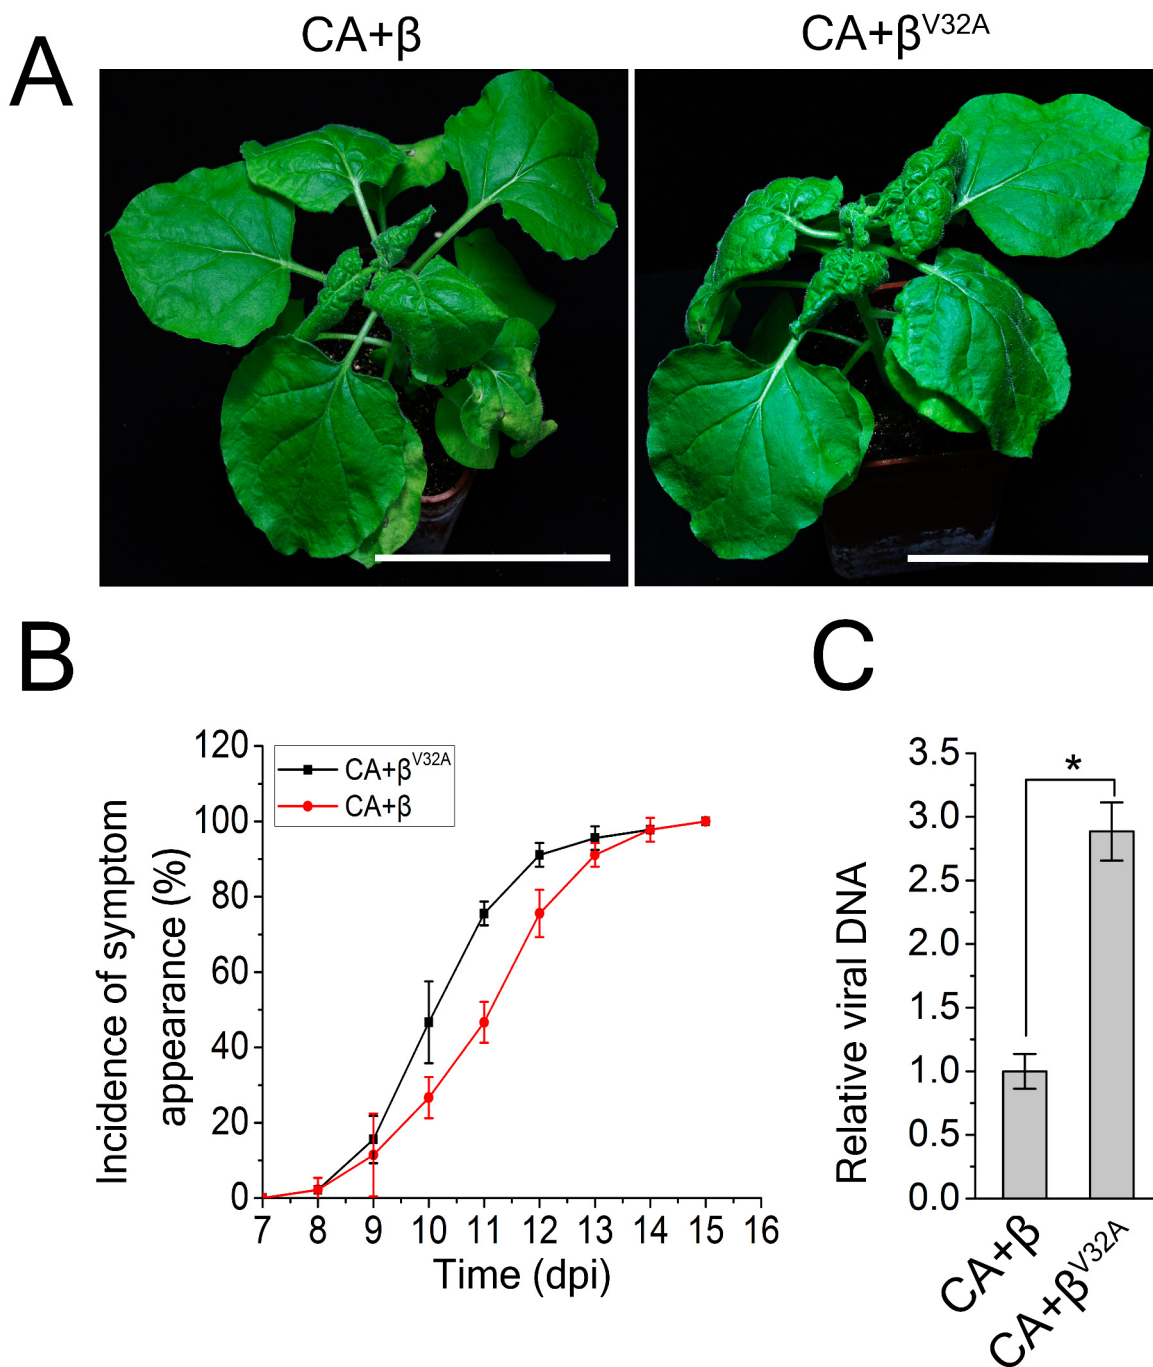 A
CA+β
CA+βV32A
B
Incidence of symptom
appearance (%)
120
100
80
60
40
20
0
CA+βV32A
CA+β
7 8 9 10 11 12 13 14 15 16
Time (dpi)
C
Relative viral DNA
3.5
3.0
2.5
2.0
1.5
1.0
0.5
0.0
*
CA+β
CA+βV32A